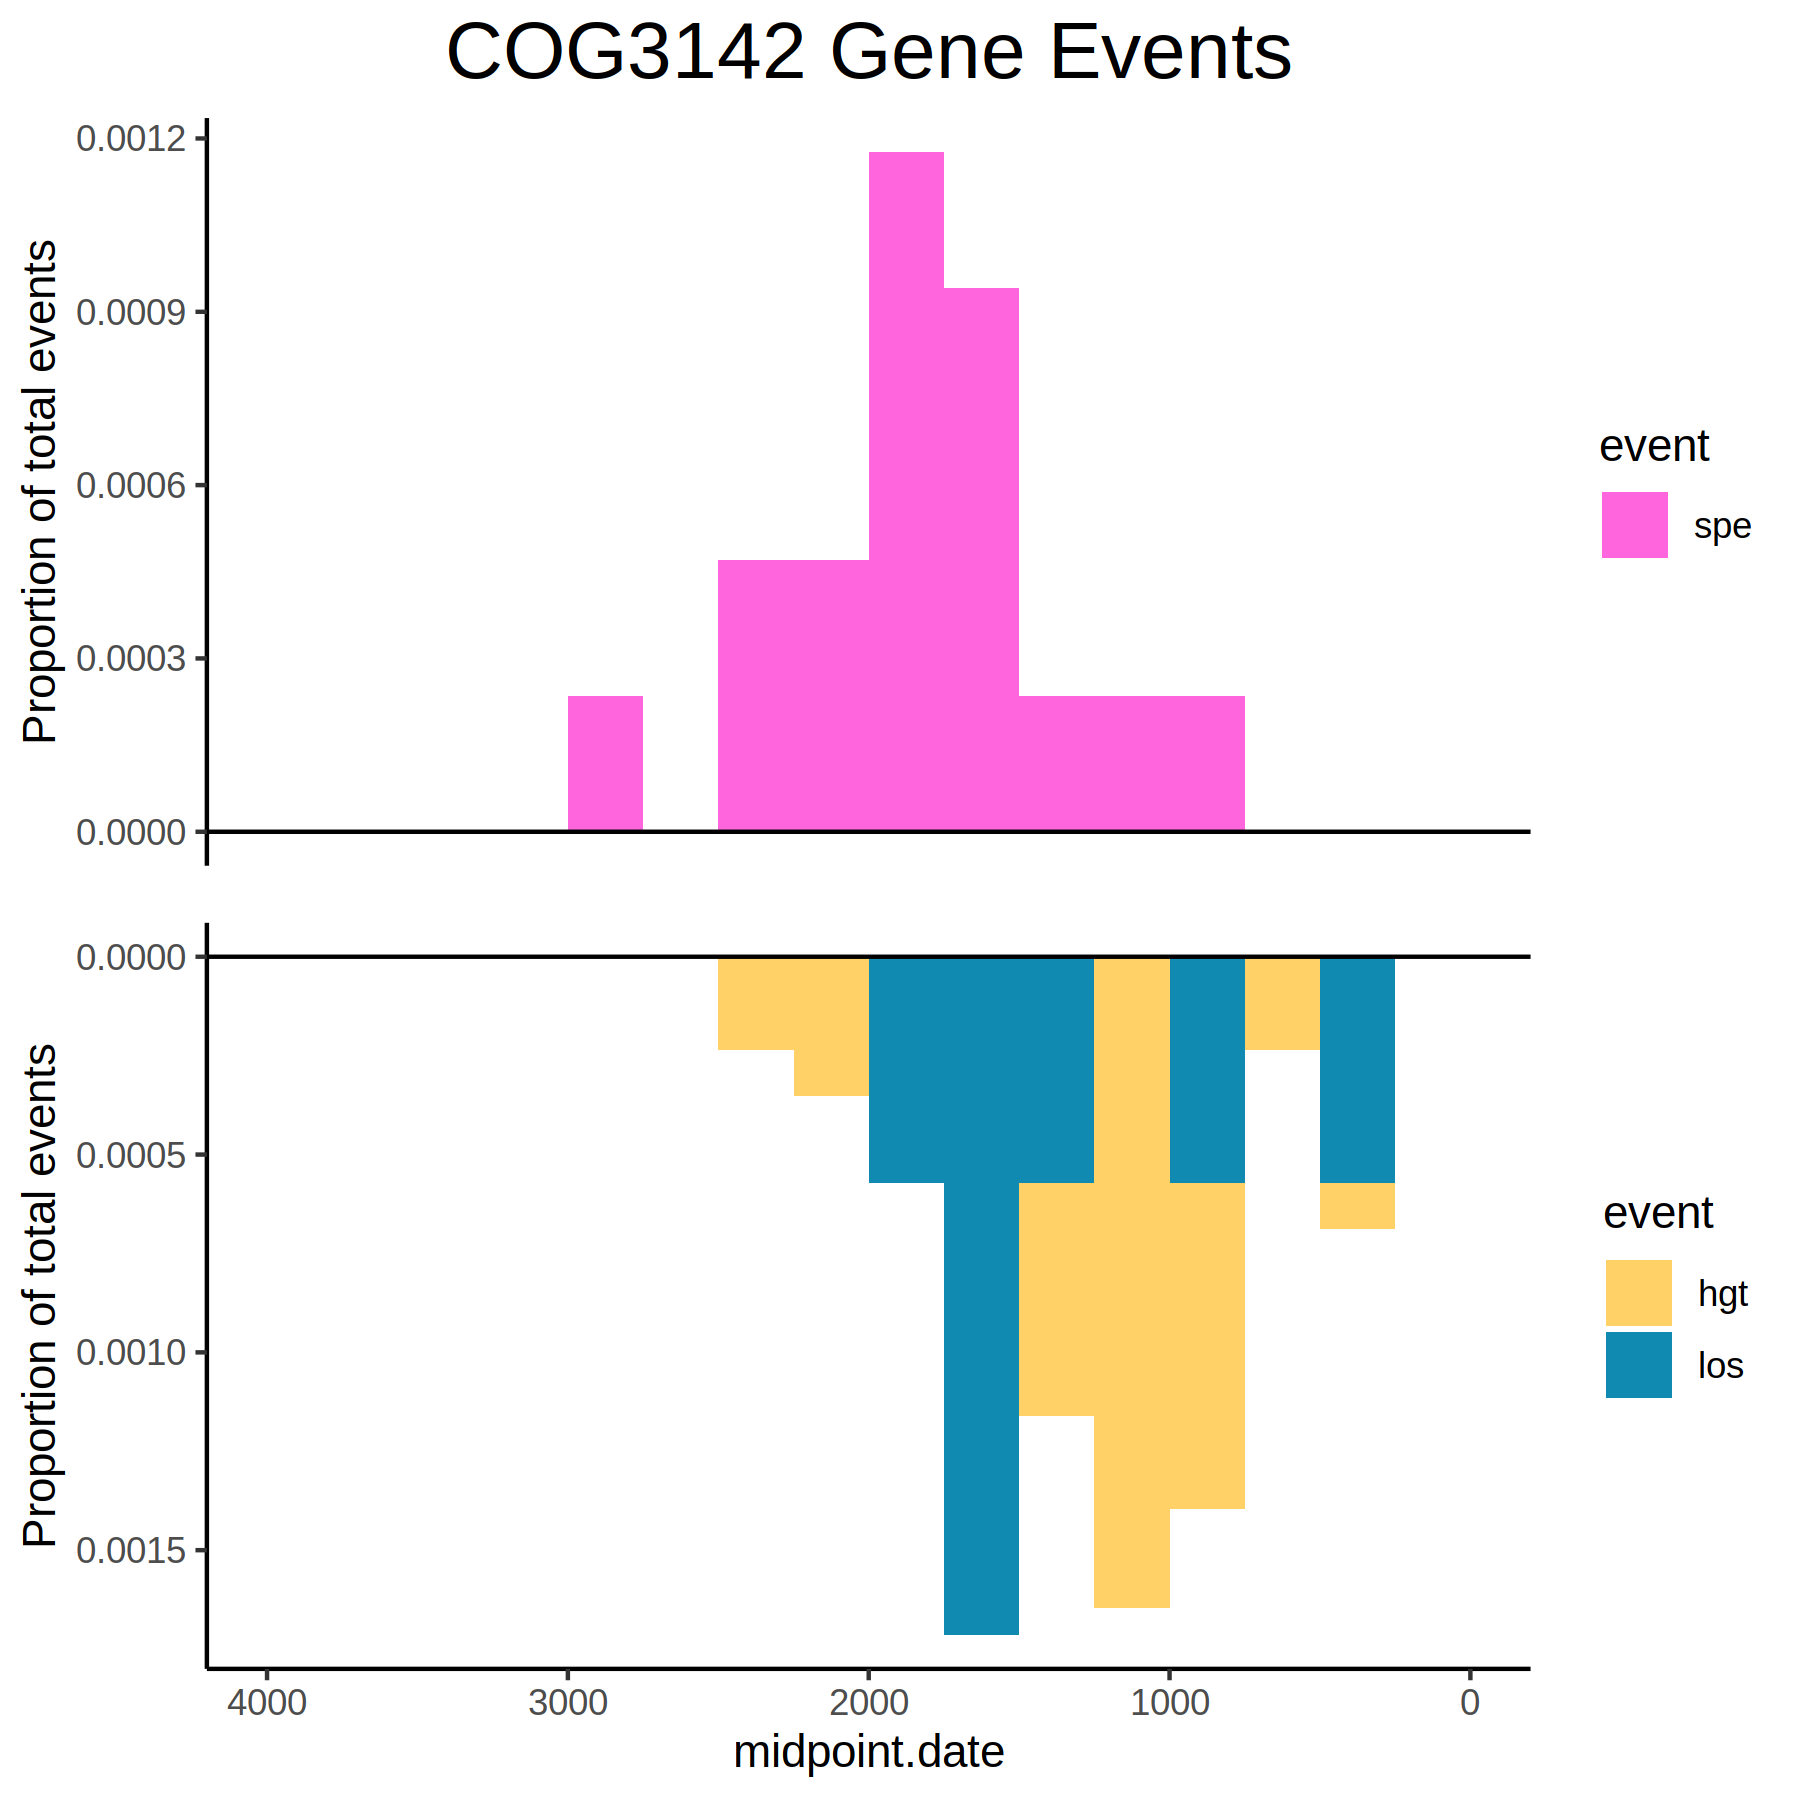 COG3142 Gene Events
Proportion of total events
0.0012
0.0009
0.0006
0.0003
0.0000
event
spe
Proportion of total events
0.0000
0.0005
0.0010
0.0015
event
hgt
los
4000 3000 2000 1000 0
midpoint.date